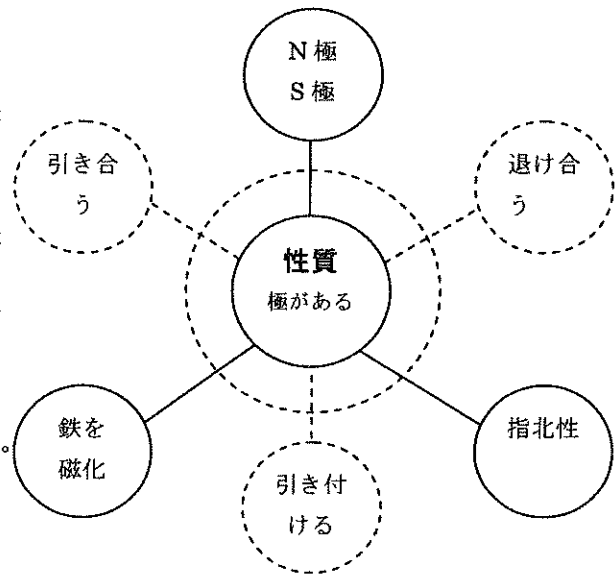 N極
S極
引き合
う
退け合
う
性質
極がある
鉄を
磁化
指北性
引き付
ける
。